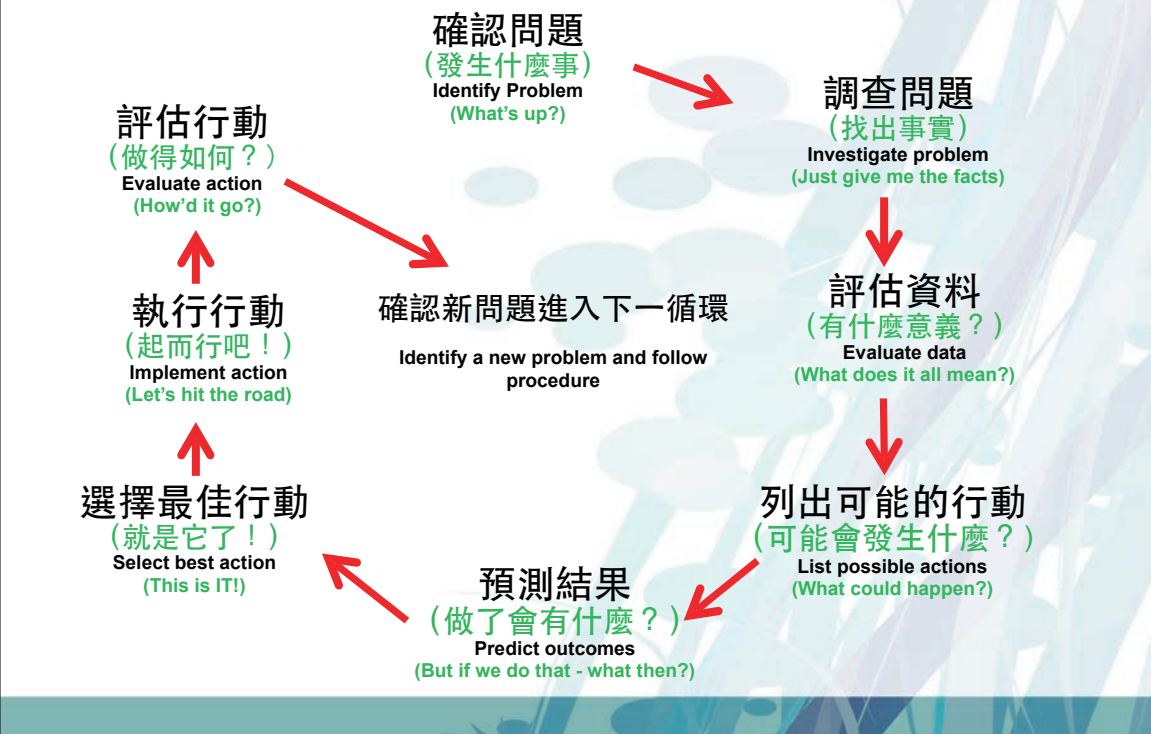 確認問題
(發生什麼事)
Identify Problem
(What's up?)
調查問題
(找出事實)
Investigate problem
(Just give me the facts)
評估資料
(有什麼意義？)
Evaluate data
(What does it all mean?)
列出可能的行動
(可能會發生什麼？)
List possible actions
(What could happen?)
預測結果
(做了會有什麼？)
Predict outcomes
(But if we do that - what then?)
選擇最佳行動
(就是它了！)
Select best action
(This is IT!)
執行行動
(起而行吧！)
Implement action
(Let's hit the road)
評估行動
(做得如何？)
Evaluate action
(How'd it go?)
確認新問題進入下一循環
Identify a new problem and follow
procedure